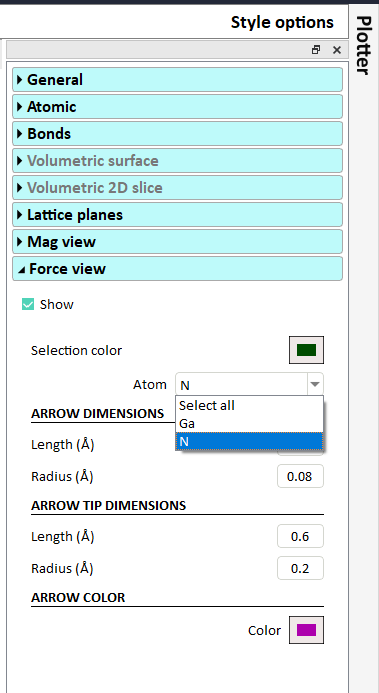 Style options
Plotter
General
Atomic
Bonds
Volumetric surface
Volumetric 2D slice
Lattice planes
Mag view
Force view
Show
Selection color
Atom N
Select all
ARROW DIMENSIONS
Ga
N
Length (Å)
Radius (Å) 0.08
ARROW TIP DIMENSIONS
Length (Å) 0.6
Radius (Å) 0.2
ARROW COLOR
Color